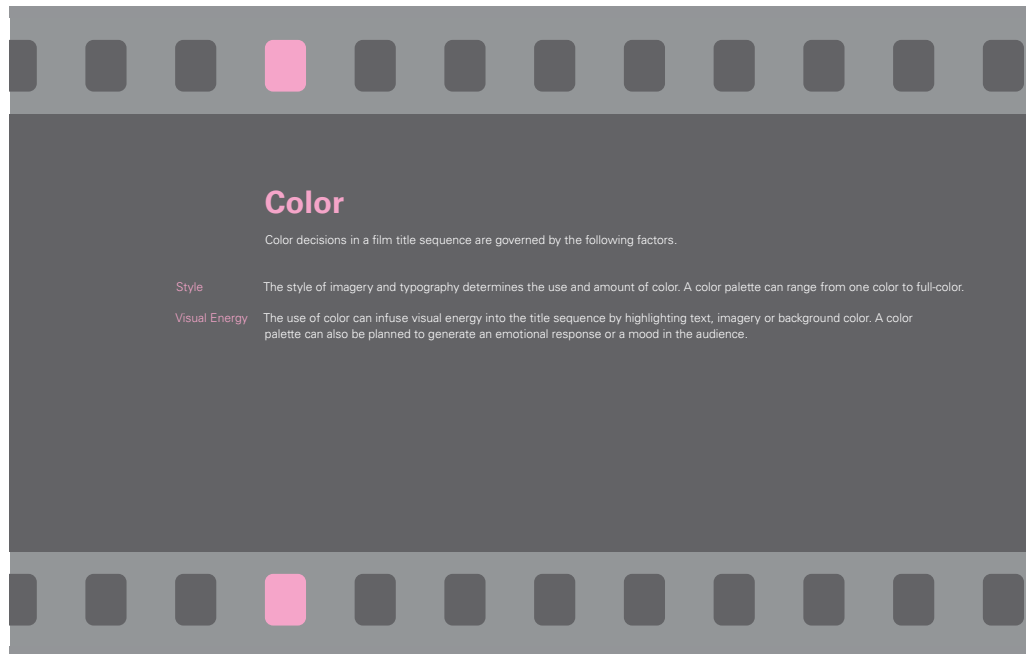 Color
Color decisions in a film title sequence are governed by the following factors.
Style The style of imagery and typography determines the use and amount of color. A color palette can range from one color to full-color.
Visual Energy The use of color can infuse visual energy into the title sequence by highlighting text, imagery or background color. A color
palette can also be planned to generate an emotional response or a mood in the audience.